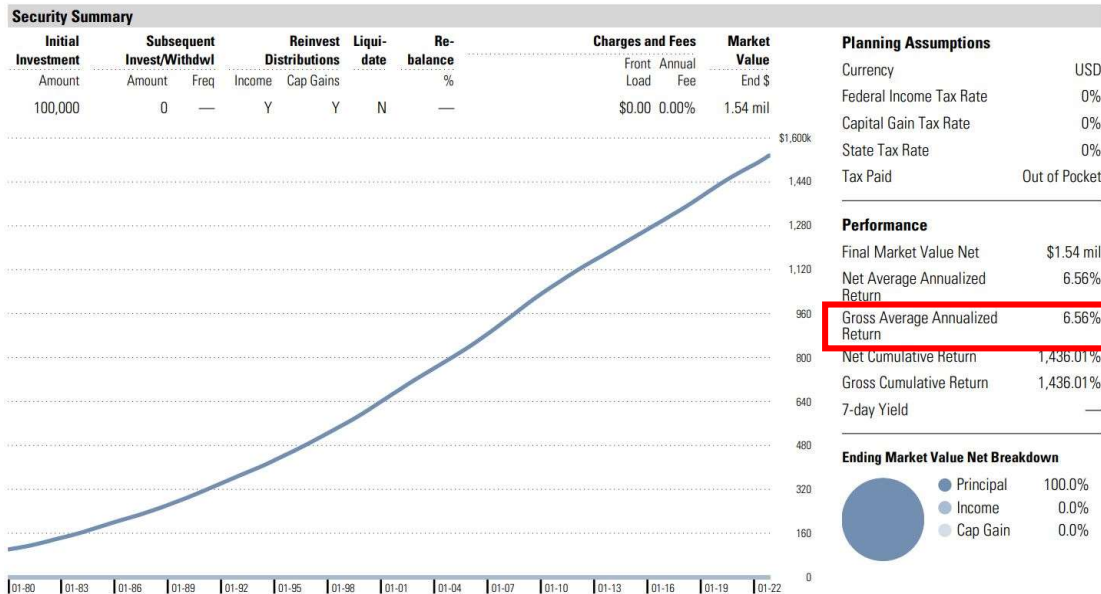 Security Summary
Initial Subsequent Reinvest Liqui- Re- Charges and Fees Market
Investment Invest/Withdwl Distributions date balance Front Annual Value
Amount Amount Freq Income Cap Gains % Load Fee End $
100,000 0 — Y Y N — $0.00 0.00% 1.54 mil
$1,600k
1,440
1,280
1,120
960
800
640
480
320
160
0
01-80 01-83 01-86 01-89 01-92 01-95 01-98 01-01 01-04 01-07 01-10 01-13 01-16 01-19 01-22
Planning Assumptions
Currency USD
Federal Income Tax Rate 0%
Capital Gain Tax Rate 0%
State Tax Rate 0%
Tax Paid Out of Pocket
Performance
Final Market Value Net $1.54 mil
Net Average Annualized 6.56%
Return
Gross Average Annualized 6.56%
Return
Net Cumulative Return 1,436.01%
Gross Cumulative Return 1,436.01%
7-day Yield —
Ending Market Value Net Breakdown
Principal 100.0%
Income 0.0%
Cap Gain 0.0%